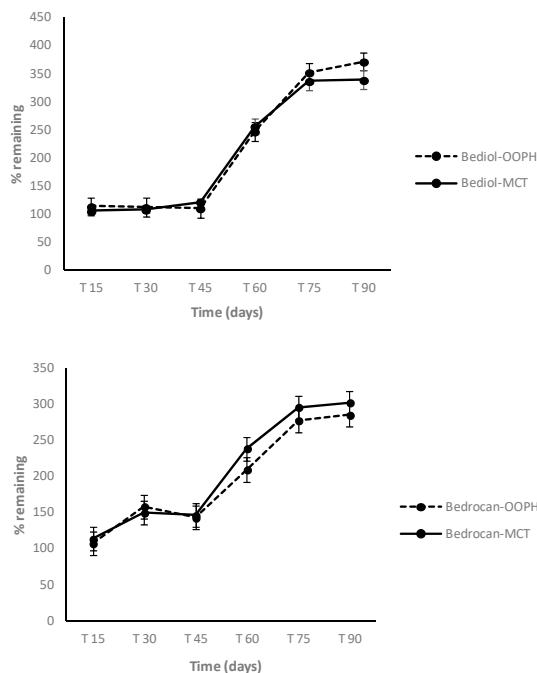 450
400
350
300
250
200
150
100
50
0
% remaining
T 15 T 30 T 45 T 60 T 75 T 90
Time (days)
Bediol-OOPH
Bediol-MCT
350
300
250
200
150
100
50
0
% remaining
T 15 T 30 T 45 T 60 T 75 T 90
Time (days)
Bedrocan-OOPH
Bedrocan-MCT